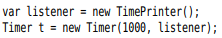 var listener = new TimePrinter();
Timer t = new Timer(1000, listener);